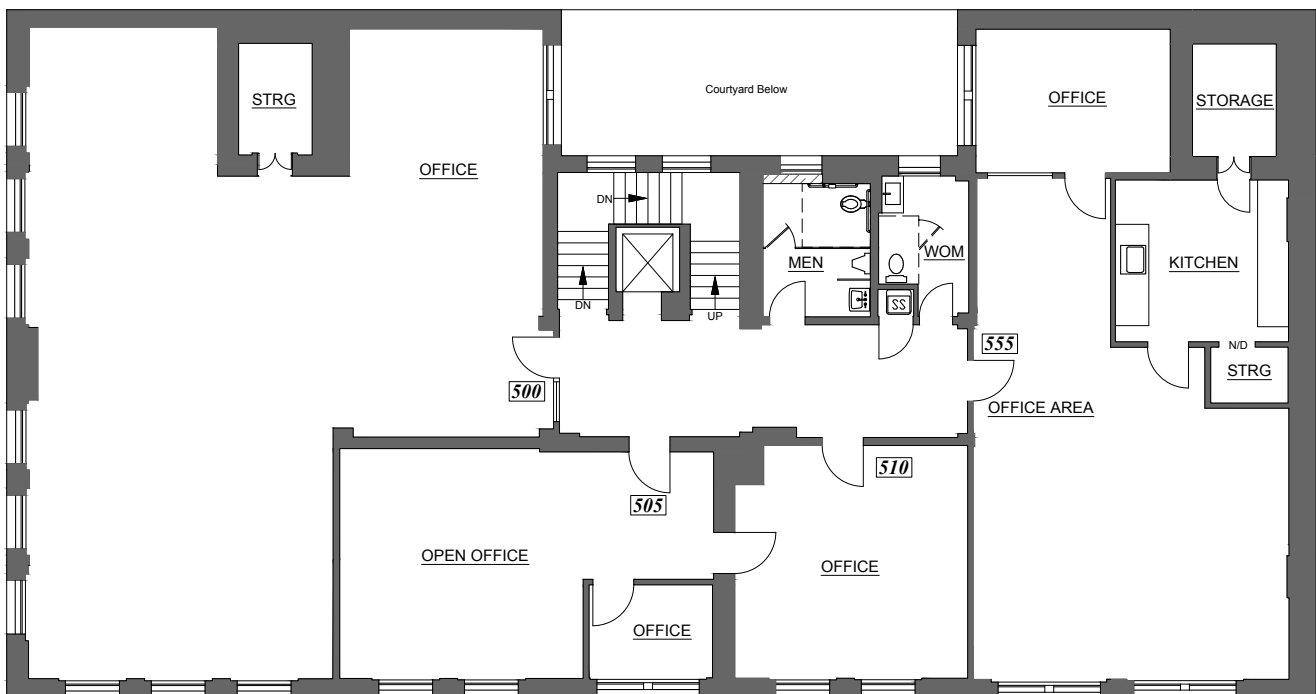 Courtyard Below
STRG
OFFICE
STORAGE
OFFICE
DN
MEN
WOM
KITCHEN
DN
UP
SS
555
N/D
STRG
500
OFFICE AREA
510
505
OPEN OFFICE
OFFICE
OFFICE